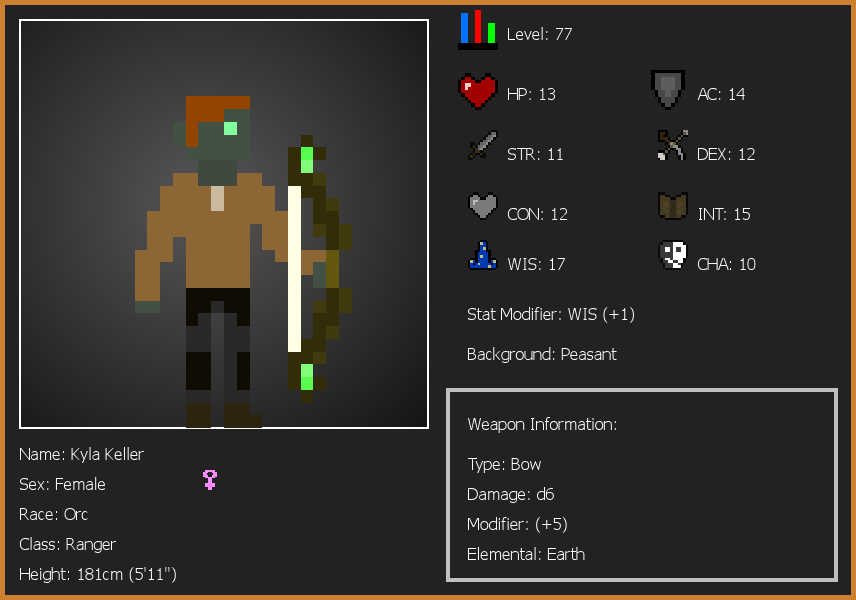 Level: 77
HP: 13
AC: 14
STR: 11
DEX: 12
CON: 12
INT: 15
WIS: 17
CHA: 10
Stat Modifier: WIS (+1)
Background: Peasant
Weapon Information:
Type: Bow
Damage: d6
Modifier: (+5)
Elemental: Earth
Name: Kyla Keller
Sex: Female
Race: Orc
Class: Ranger
Height: 181cm (5'11")